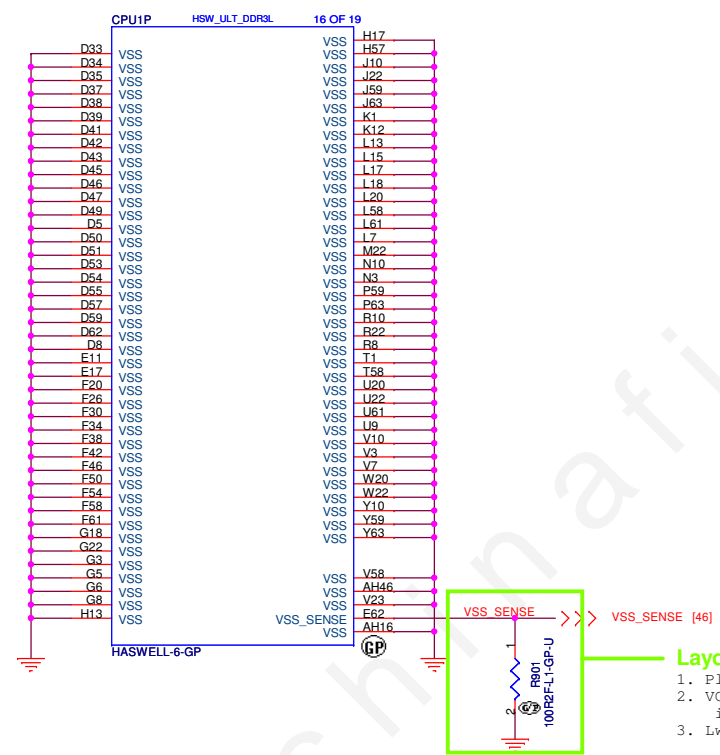 CPU1P HSW_ULT_DDR3L 16 OF 19
VSS H17
D33 VSS VSS H57
D34 VSS VSS J10
D35 VSS VSS J22
D37 VSS VSS J59
D38 VSS VSS J63
D39 VSS VSS K1
D41 VSS VSS K12
D42 VSS VSS L13
D43 VSS VSS L15
D45 VSS VSS L17
D46 VSS VSS L18
D47 VSS VSS L20
D49 VSS VSS L58
D5 VSS VSS L61
D50 VSS VSS L7
D51 VSS VSS M22
D53 VSS VSS N10
D54 VSS VSS N3
D55 VSS VSS P59
D57 VSS VSS P63
D59 VSS VSS R10
D62 VSS VSS R22
D8 VSS VSS R8
E11 VSS VSS T1
E17 VSS VSS T58
F20 VSS VSS U20
F26 VSS VSS U22
F30 VSS VSS U61
F34 VSS VSS U9
F38 VSS VSS V10
F42 VSS VSS V3
F46 VSS VSS V7
F50 VSS VSS W20
F54 VSS VSS W22
F58 VSS VSS Y10
F61 VSS VSS Y59
G18 VSS VSS Y63
G22 VSS
G3 VSS
G5 VSS VSS V58
G6 VSS VSS AH46
G8 VSS VSS V23
H13 VSS VSS_SENSE E62 VSS_SENSE VSS_SENSE [46]
VSS AH16
HASWELL-6-GP
GP
1
R901
100R2F-L1-GP-U
2
GP
1.
2.
3.